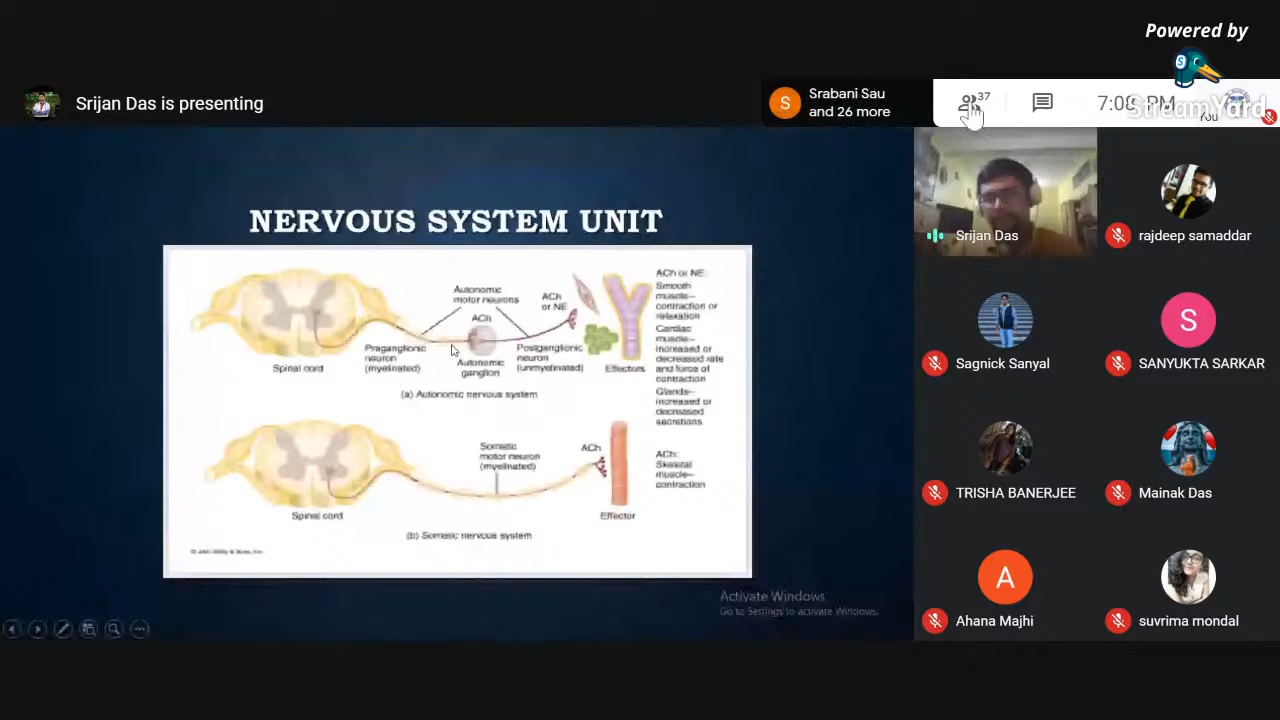 Powered by
StreamYard
Srijan Das is presenting
S
Srabani Sau
and 26 more
37
7:08 PM
You
NERVOUS SYSTEM UNIT
Autonomic
motor neurons
ACh
ACh
or NE
Preganglionic
neuron
(myelinated)
Autonomic
ganglion
Postganglionic
neuron
(unmyelinated)
Spinal cord
Effectors
ACh or NE:
Smooth
muscle—
contraction or
relaxation
Cardiac
muscle—
increased or
decreased rate
and force of
contraction
Glands—
increased or
decreased
secretions
(a) Autonomic nervous system
Somatic
motor neuron
(myelinated)
ACh
ACh:
Skeletal
muscle—
contraction
Spinal cord
Effector
(b) Somatic nervous system
Activate Windows
Go to Settings to activate Windows.
Srijan Das
rajdeep samaddar
Sagnick Sanyal
S
SANYUKTA SARKAR
TRISHA BANERJEE
Mainak Das
A
Ahana Majhi
suvrima mondal